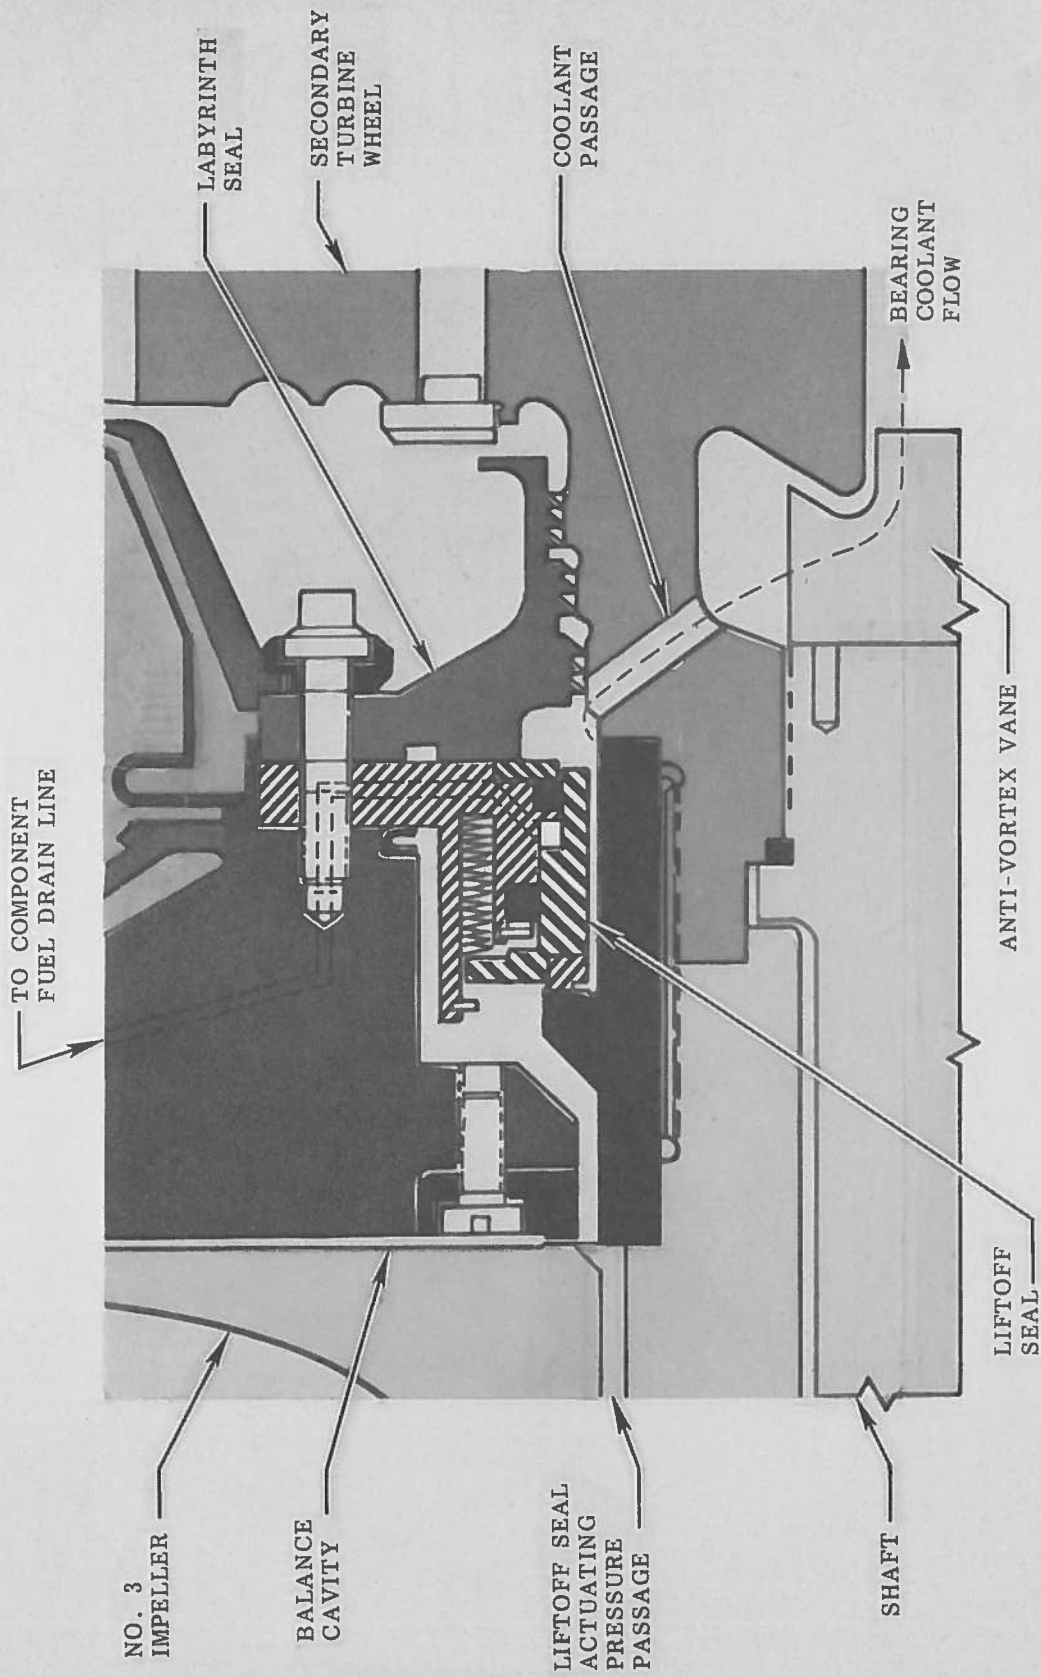 TO COMPONENT
FUEL DRAIN LINE
LABYRINTH
SEAL
SECONDARY
TURBINE
WHEEL
COOLANT
PASSAGE
BEARING
COOLANT
FLOW
NO. 3
IMPELLER
BALANCE
CAVITY
LIFTOFF SEAL
ACTUATING
PRESSURE
PASSAGE
SHAFT
LIFTOFF
SEAL
ANTI-VORTEX VANE